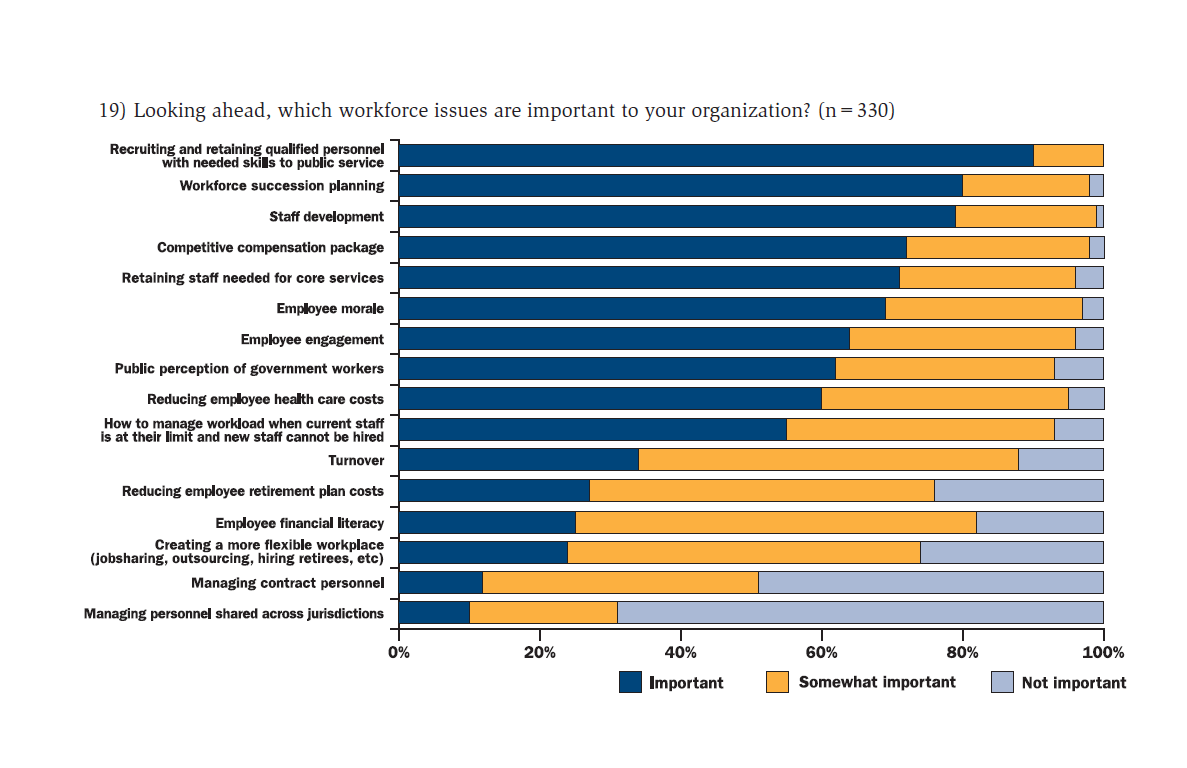 19) Looking ahead, which workforce issues are important to your organization? (n = 330)
Recruiting and retaining qualified personnel
with needed skills to public service
Workforce succession planning
Staff development
Competitive compensation package
Retaining staff needed for core services
Employee morale
Employee engagement
Public perception of government workers
Reducing employee health care costs
How to manage workload when current staff
is at their limit and new staff cannot be hired
Turnover
Reducing employee retirement plan costs
Employee financial literacy
Creating a more flexible workplace
(jobsharing, outsourcing, hiring retirees, etc)
Managing contract personnel
Managing personnel shared across jurisdictions
0% 20% 40% 60% 80% 100%
Important Somewhat important Not important